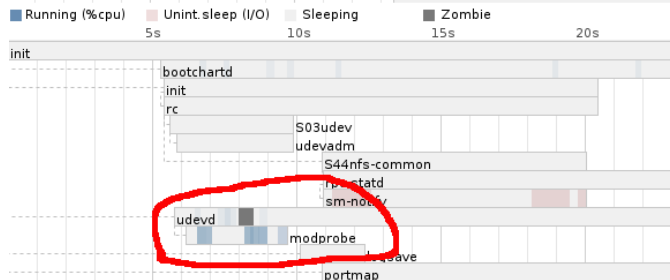 Running (%cpu) Unint.sleep (I/O) Sleeping Zombie
5s 10s 15s 20s
init
bootchartd
init
rc
S03udev
udevadm
S44nfs-common
rpc.statd
sm-notify
udevd
modprobe
portmap